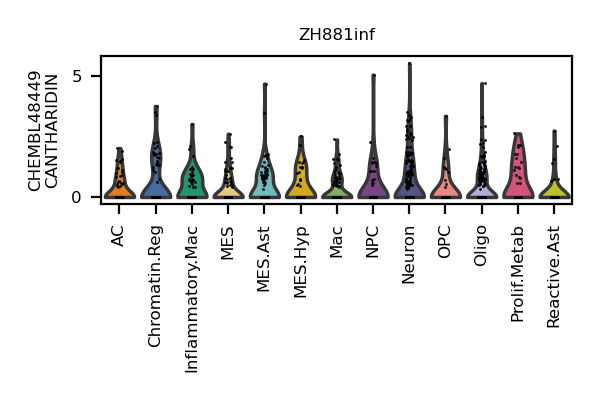 ZH881inf
CHEMBL48449
CANTHARIDIN
5
0
AC
Chromatin.Reg
Inflammatory.Mac
MES
MES.Ast
MES.Hyp
Mac
NPC
Neuron
OPC
Oligo
Prolif.Metab
Reactive.Ast